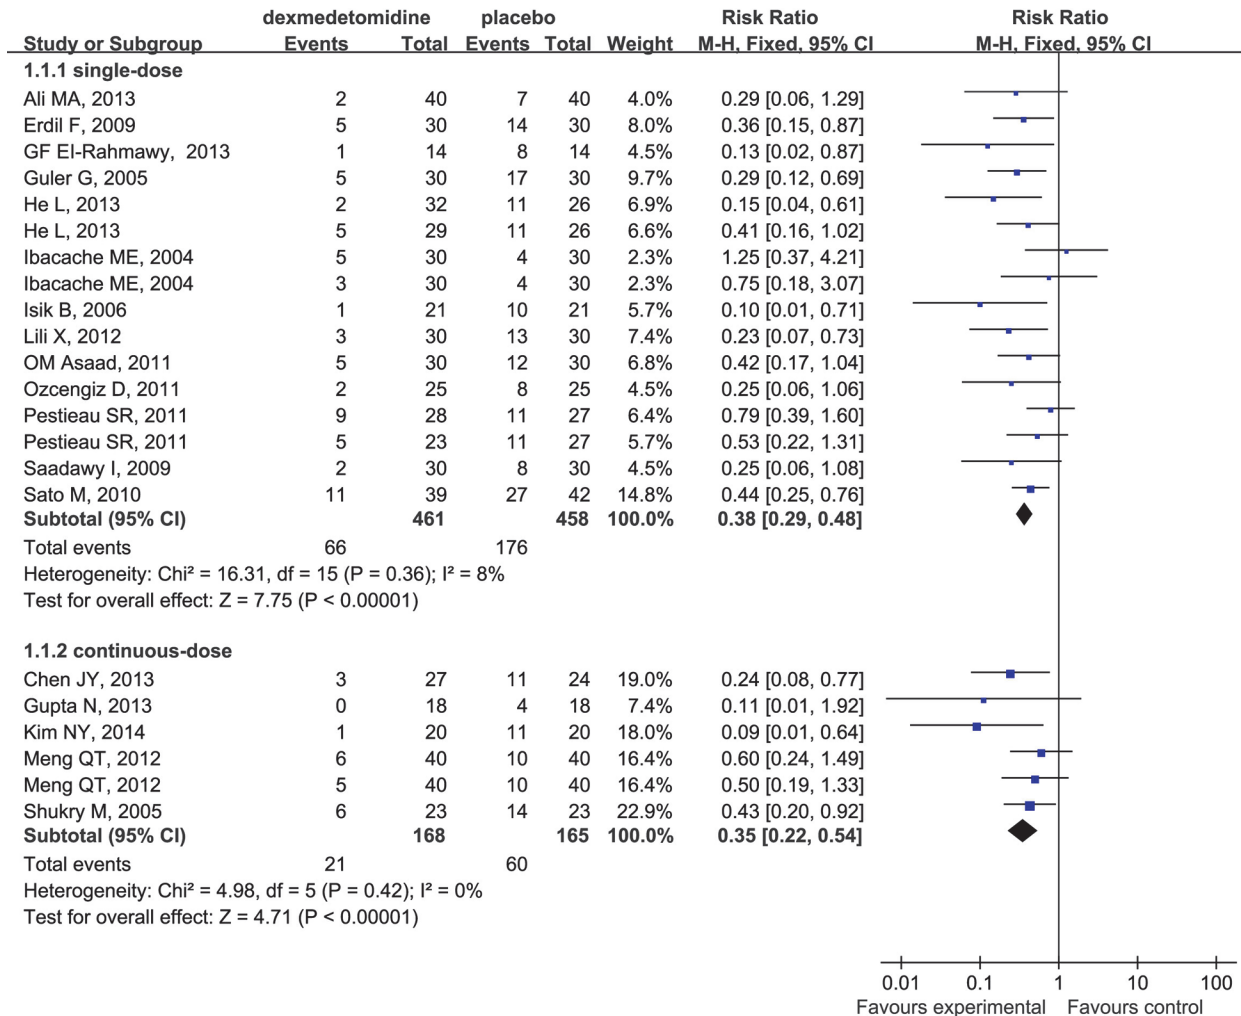 dexmedetomidine placebo Risk Ratio Risk Ratio
Study or Subgroup Events Total Events Total Weight M-H, Fixed, 95% CI M-H, Fixed, 95% CI
1.1.1 single-dose
Ali MA, 2013 2 40 7 40 4.0% 0.29 [0.06, 1.29]
Erdil F, 2009 5 30 14 30 8.0% 0.36 [0.15, 0.87]
GF EI-Rahmawy, 2013 1 14 8 14 4.5% 0.13 [0.02, 0.87]
Guler G, 2005 5 30 17 30 9.7% 0.29 [0.12, 0.69]
He L, 2013 2 32 11 26 6.9% 0.15 [0.04, 0.61]
He L, 2013 5 29 11 26 6.6% 0.41 [0.16, 1.02]
Ibacache ME, 2004 5 30 4 30 2.3% 1.25 [0.37, 4.21]
Ibacache ME, 2004 3 30 4 30 2.3% 0.75 [0.18, 3.07]
Isik B, 2006 1 21 10 21 5.7% 0.10 [0.01, 0.71]
Lili X, 2012 3 30 13 30 7.4% 0.23 [0.07, 0.73]
OM Asaad, 2011 5 30 12 30 6.8% 0.42 [0.17, 1.04]
Ozcengiz D, 2011 2 25 8 25 4.5% 0.25 [0.06, 1.06]
Pestieau SR, 2011 9 28 11 27 6.4% 0.79 [0.39, 1.60]
Pestieau SR, 2011 5 23 11 27 5.7% 0.53 [0.22, 1.31]
Saadawy I, 2009 2 30 8 30 4.5% 0.25 [0.06, 1.08]
Sato M, 2010 11 39 27 42 14.8% 0.44 [0.25, 0.76]
Subtotal (95% CI) 461 458 100.0% 0.38 [0.29, 0.48]
Total events 66 176
Heterogeneity: Chi² = 16.31, df = 15 (P = 0.36); I² = 8%
Test for overall effect: Z = 7.75 (P < 0.00001)
1.1.2 continuous-dose
Chen JY, 2013 3 27 11 24 19.0% 0.24 [0.08, 0.77]
Gupta N, 2013 0 18 4 18 7.4% 0.11 [0.01, 1.92]
Kim NY, 2014 1 20 11 20 18.0% 0.09 [0.01, 0.64]
Meng QT, 2012 6 40 10 40 16.4% 0.60 [0.24, 1.49]
Meng QT, 2012 5 40 10 40 16.4% 0.50 [0.19, 1.33]
Shukry M, 2005 6 23 14 23 22.9% 0.43 [0.20, 0.92]
Subtotal (95% CI) 168 165 100.0% 0.35 [0.22, 0.54]
Total events 21 60
Heterogeneity: Chi² = 4.98, df = 5 (P = 0.42); I² = 0%
Test for overall effect: Z = 4.71 (P < 0.00001)
0.01 0.1 1 10 100
Favours experimental Favours control